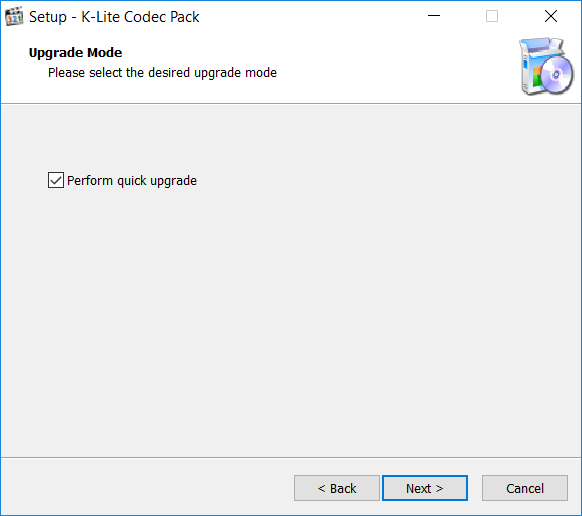 Setup - K-Lite Codec Pack
Upgrade Mode
Please select the desired upgrade mode
Perform quick upgrade
< Back
Next >
Cancel